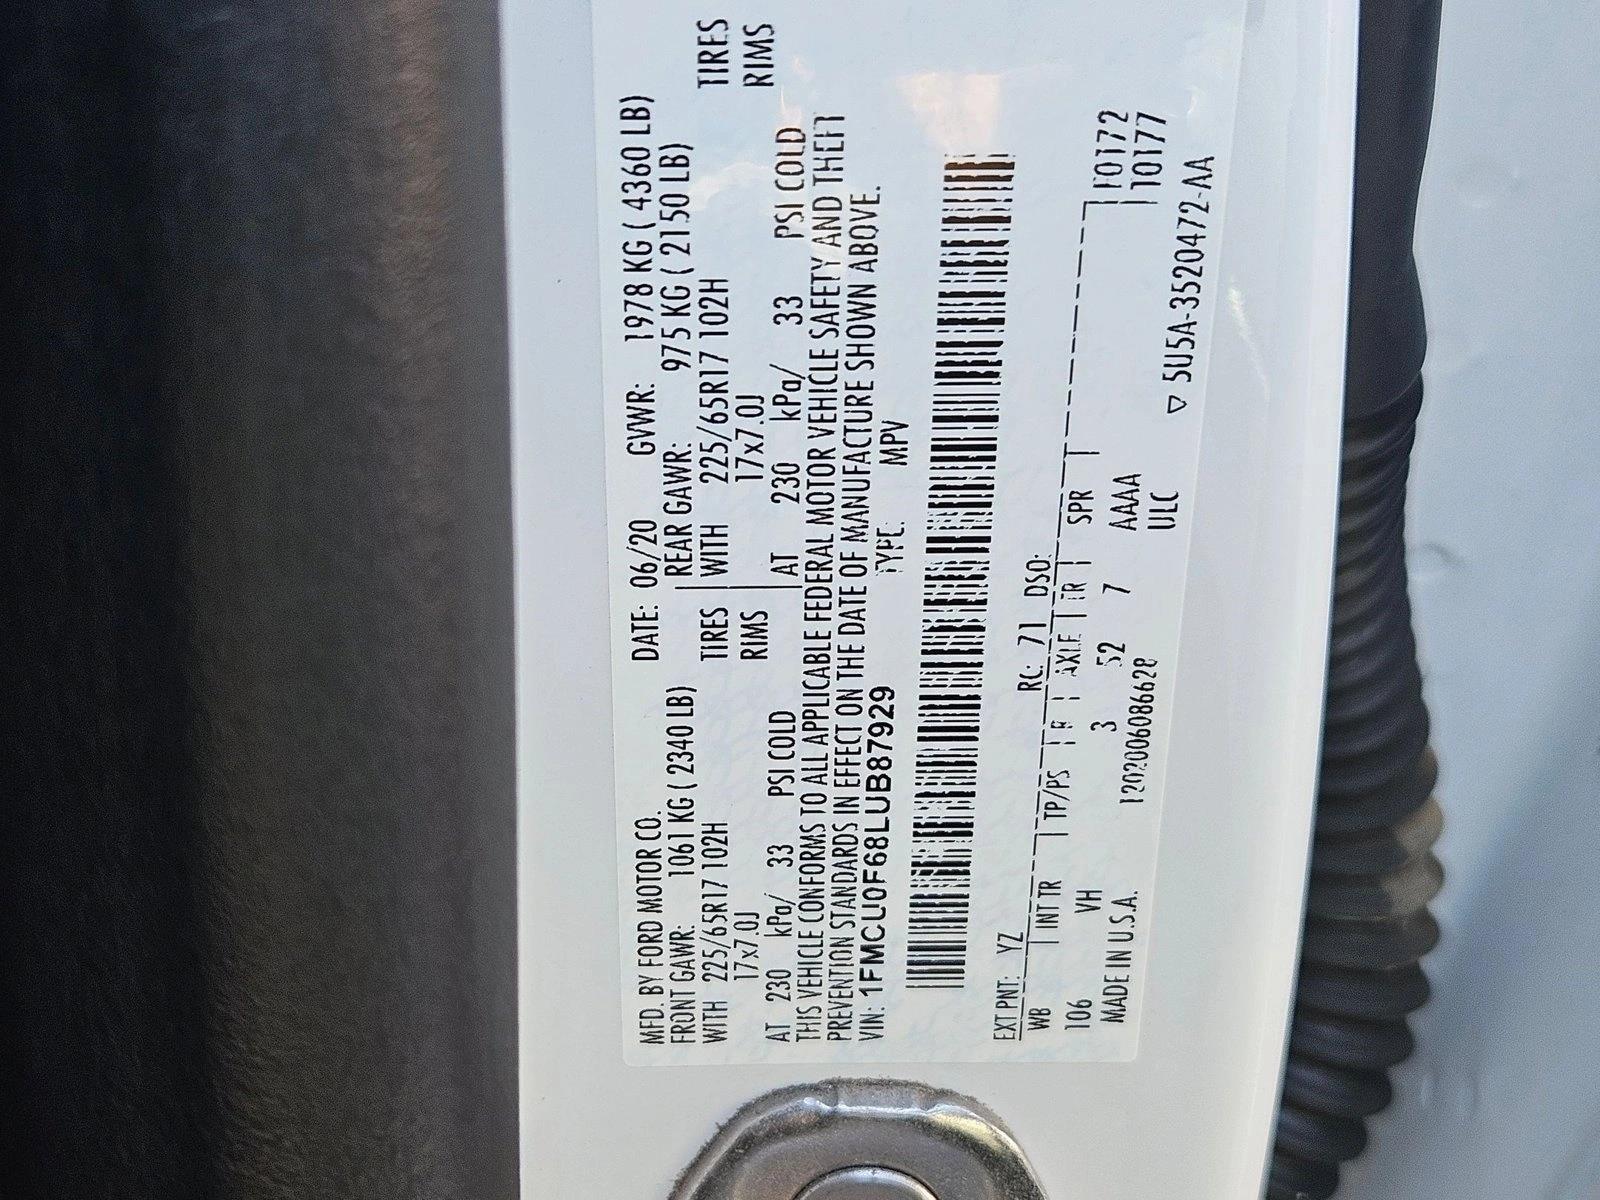 MFD. BY FORD MOTOR CO. DATE: 06/20 GVWR: 1978 KG ( 4360 LB)
FRONT GAWR: 1061 KG ( 2340 LB) REAR GAWR: 975 KG ( 2150 LB)
WITH 225/65R17 102H TIRES WITH 225/65R17 102H TIRES
17x7.0J RIMS 17x7.0J RIMS
AT 230 kPa/ 33 PSI COLD AT 230 kPa/ 33 PSI COLD
THIS VEHICLE CONFORMS TO ALL APPLICABLE FEDERAL MOTOR VEHICLE SAFETY AND THEFT
PREVENTION STANDARDS IN EFFECT ON THE DATE OF MANUFACTURE SHOWN ABOVE.
VIN: 1FMCU0F68LUB87929 TYPE: MPV
EXT PNT: YZ RC: 71 DSO:
WB INT TR TP/PS R AXLE TR SPR F0172
106 VH 3 52 7 AAAA 10177
MADE IN U.S.A. 12020060086628 ULC
▽ 5U5A-3520472-AA